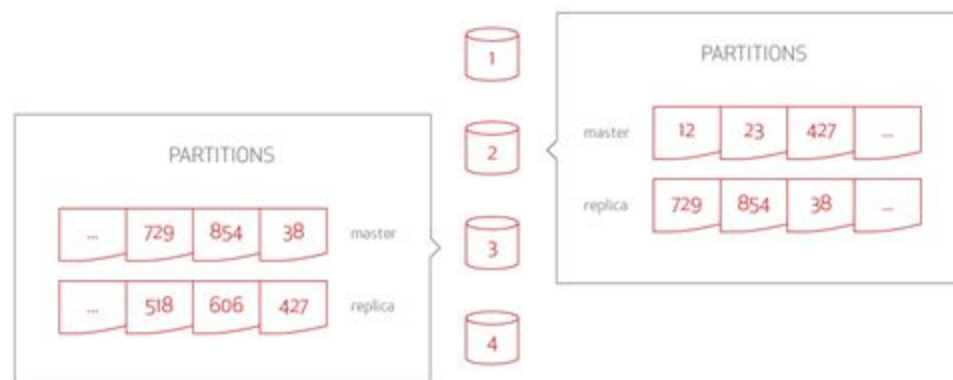 PARTITIONS
... 729 854 38 master
... 518 606 427 replica
1
2
3
4
PARTITIONS
master 12 23 427 ...
replica 729 854 38 ...